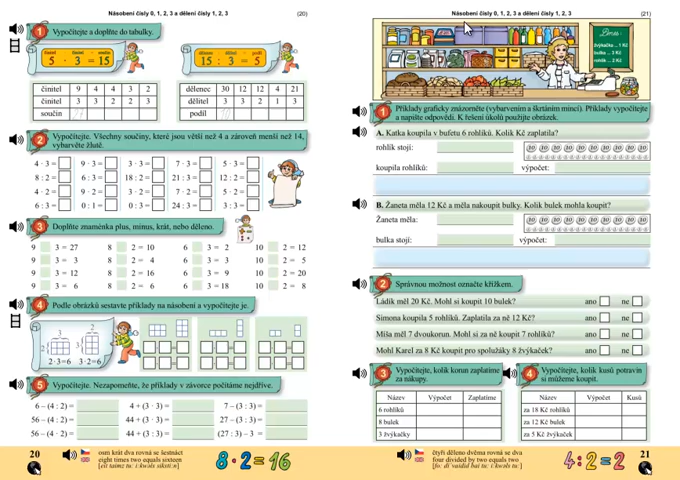 Násobení čísly 0, 1, 2, 3 a dělení čísly 1, 2, 3
(20)
1 Vypočítejte a doplňte do tabulky.
činitel činitel součin
5 · 3 = 15
dělenec dělitel podíl
15 : 3 = 5
činitel 9 4 4 3 2
činitel 3 3 2 2 3
součin 27
dělenec 30 12 12 4 21
dělitel 3 3 2 1 3
podíl 10
2 Vypočítejte. Všechny součiny, které jsou větší než 4 a zároveň menší než 14,
vybarvěte žlutě.
4 · 3 = 9 · 3 = 3 · 3 = 7 · 3 = 5 · 3 =
8 : 2 = 6 : 3 = 18 : 2 = 21 : 3 = 12 : 2 =
4 · 2 = 9 · 2 = 3 · 2 = 7 · 2 = 5 · 2 =
6 : 3 = 0 : 1 = 0 : 3 = 24 : 3 = 3 : 3 =
3 Doplňte znaménka plus, mínus, krát, nebo děleno.
9 3 = 27 8 2 = 10 6 3 = 2 10 2 = 12
9 3 = 3 8 2 = 4 6 3 = 3 10 2 = 5
9 3 = 12 8 2 = 16 6 3 = 9 10 2 = 20
9 3 = 6 8 2 = 6 6 3 = 18 10 2 = 8
4 Podle obrázků sestavte příklady na násobení a vypočítejte je.
3 2
2 3
2 · 3 = 6 3 · 2 = 6
5 Vypočítejte. Nezapomeňte, že příklady v závorce počítáme nejdříve.
6 – (4 : 2) = 4 + (3 · 3) = 7 – (3 : 3) =
56 – (4 : 2) = 44 + (3 · 3) = 27 – (3 : 3) =
56 – (4 · 2) = 44 + (3 : 3) = (27 : 3) – 3 =
20
osm krát dva rovná se šestnáct
eight times two equals sixteen
8 · 2 = 16
Násobení čísly 0, 1, 2, 3 a dělení čísly 1, 2, 3
(21)
žvýkačka ... 1 Kč
bulka ... 3 Kč
rohlík ... 2 Kč
1 Příklady graficky znázorněte (vybarvením a škrtáním mincí). Příklady vypočítejte
a napište odpovědi. K řešení úkolů použijte obrázek.
A. Katka koupila v bufetu 6 rohlíků. Kolik Kč zaplatila?
rohlík stojí:
koupila rohlíků: výpočet:
B. Žaneta měla 12 Kč a měla nakoupit bulky. Kolik bulek mohla koupit?
Žaneta měla:
bulka stojí: výpočet:
2 Správnou možnost označte křížkem.
Ládík měl 20 Kč. Mohl si koupit 10 bulek? ano ne
Simona koupila 5 rohlíků. Zaplatila za ně 12 Kč? ano ne
Míša měl 7 dvoukorun. Mohl si za ně koupit 7 rohlíků? ano ne
Mohl Karel za 8 Kč koupit pro spolužáky 8 žvýkaček? ano ne
3 Vypočítejte, kolik korun zaplatíme
za nákupy.
Název Výpočet Zaplatíme
6 rohlíků
8 bulek
3 žvýkačky
4 Vypočítejte, kolik kusů potravin
si můžeme koupit.
Název Výpočet Kusů
za 18 Kč rohlíků
za 12 Kč bulek
za 5 Kč žvýkaček
čtyři děleno dvěma rovná se dva
four divided by two equals two
4 : 2 = 2
21